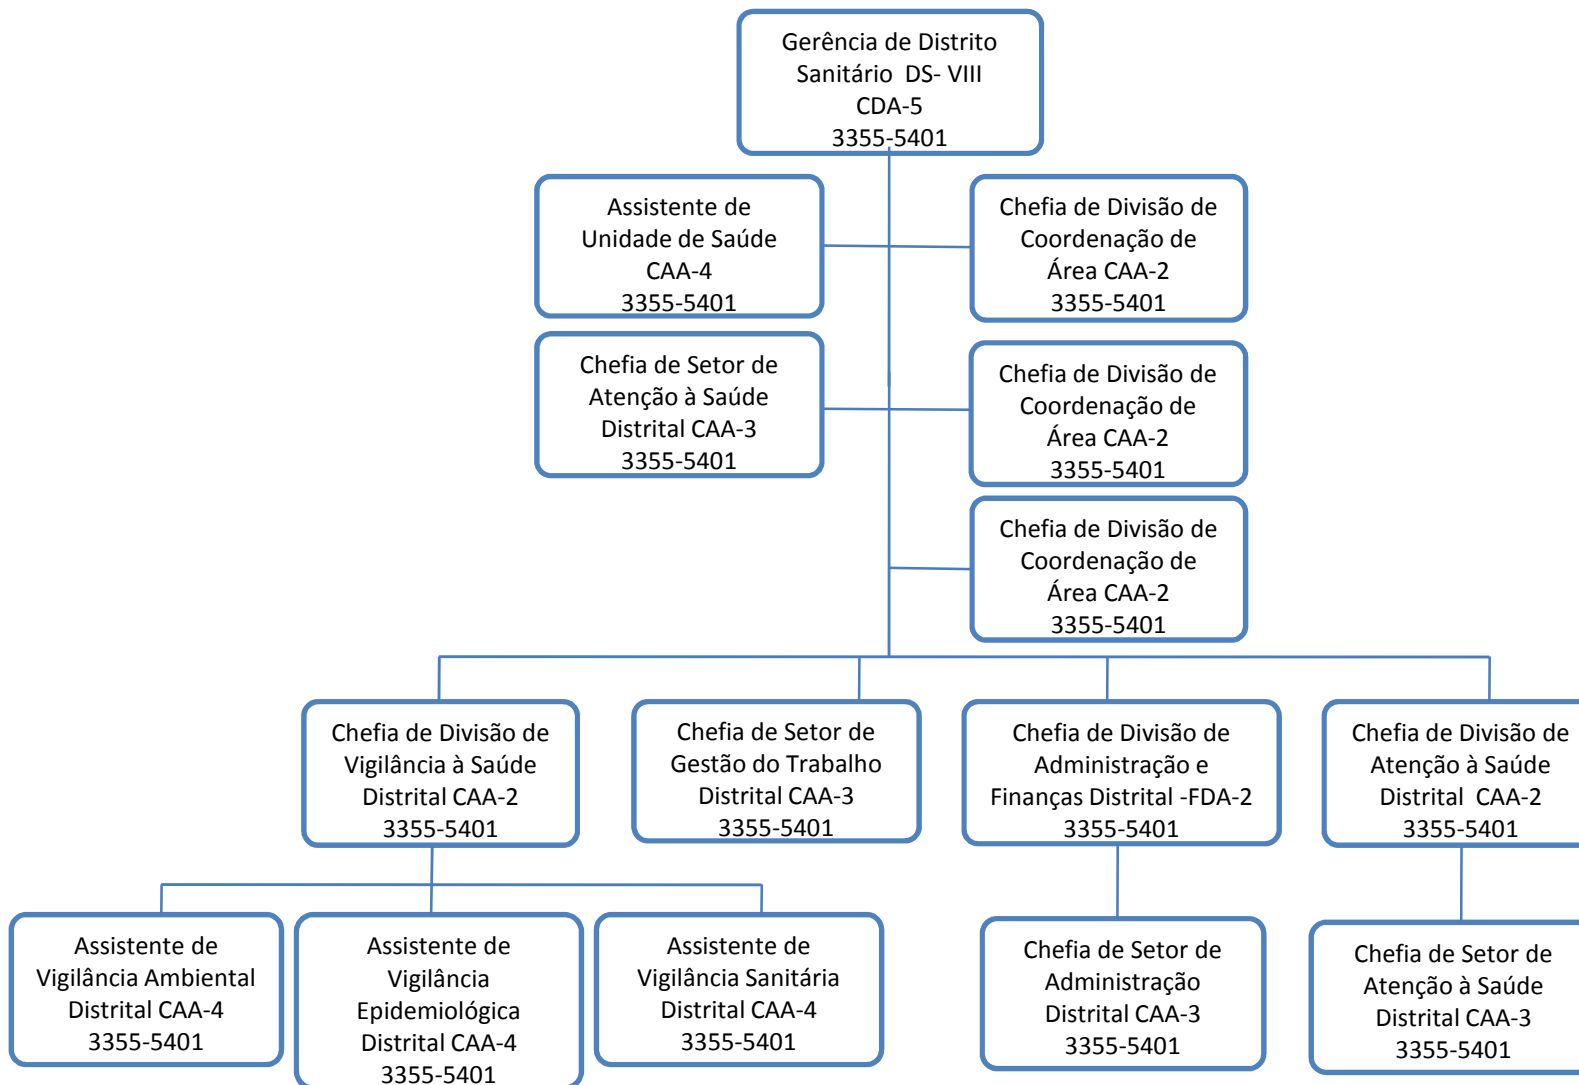 Gerência de Distrito
Sanitário  DS- VIII
CDA-5
3355-5401
Assistente de
Unidade de Saúde
CAA-4
3355-5401
Chefia de Divisão de
Coordenação de
Área CAA-2
3355-5401
Chefia de Setor de
Atenção à Saúde
Distrital CAA-3
3355-5401
Chefia de Divisão de
Coordenação de
Área CAA-2
3355-5401
Chefia de Divisão de
Coordenação de
Área CAA-2
3355-5401
Chefia de Divisão de
Vigilância à Saúde
Distrital CAA-2
3355-5401
Chefia de Setor de
Gestão do Trabalho
Distrital CAA-3
3355-5401
Chefia de Divisão de
Administração e
Finanças Distrital -FDA-2
3355-5401
Chefia de Divisão de
Atenção à Saúde
Distrital  CAA-2
3355-5401
Assistente de
Vigilância Ambiental
Distrital CAA-4
3355-5401
Assistente de
Vigilância
Epidemiológica
Distrital CAA-4
3355-5401
Assistente de
Vigilância Sanitária
Distrital CAA-4
3355-5401
Chefia de Setor de
Administração
Distrital CAA-3
3355-5401
Chefia de Setor de
Atenção à Saúde
Distrital CAA-3
3355-5401